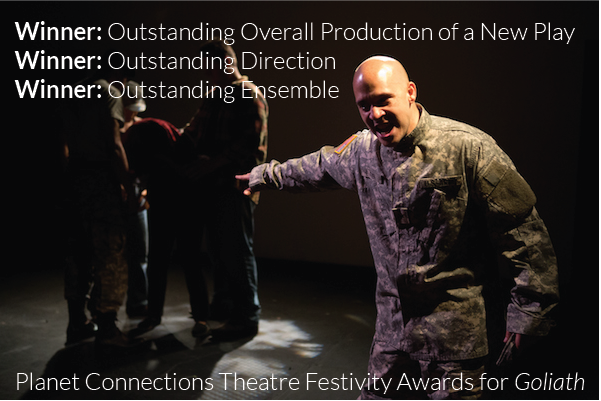 Winner: Outstanding Overall Production of a New Play
Winner: Outstanding Direction
Winner: Outstanding Ensemble
Planet Connections Theatre Festivity Awards for Goliath